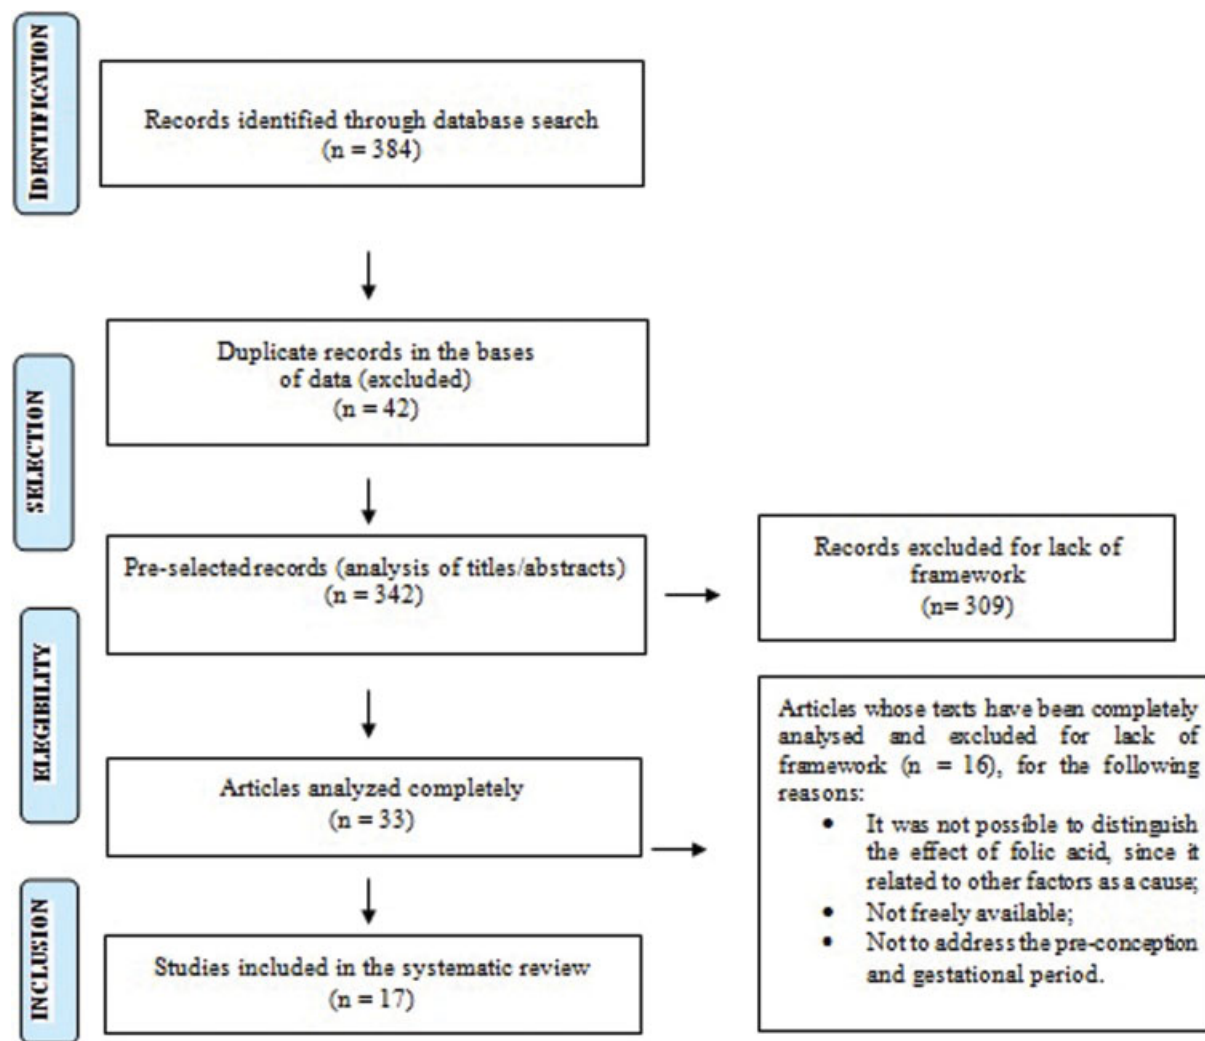 IDENTIFICATION
Records identified through database search
(n = 384)
SELECTION
Duplicate records in the bases
of data (excluded)
(n = 42)
Pre-selected records (analysis of titles/abstracts)
(n = 342)
Records excluded for lack of
framework
(n= 309)
ELEGIBILITY
Articles analyzed completely
(n = 33)
Articles whose texts have been completely
analysed and excluded for lack of
framework (n = 16), for the following
reasons:
• It was not possible to distinguish
the effect of folic acid, since it
related to other factors as a cause;
• Not freely available;
• Not to address the pre-conception
and gestational period.
INCLUSION
Studies included in the systematic review
(n = 17)